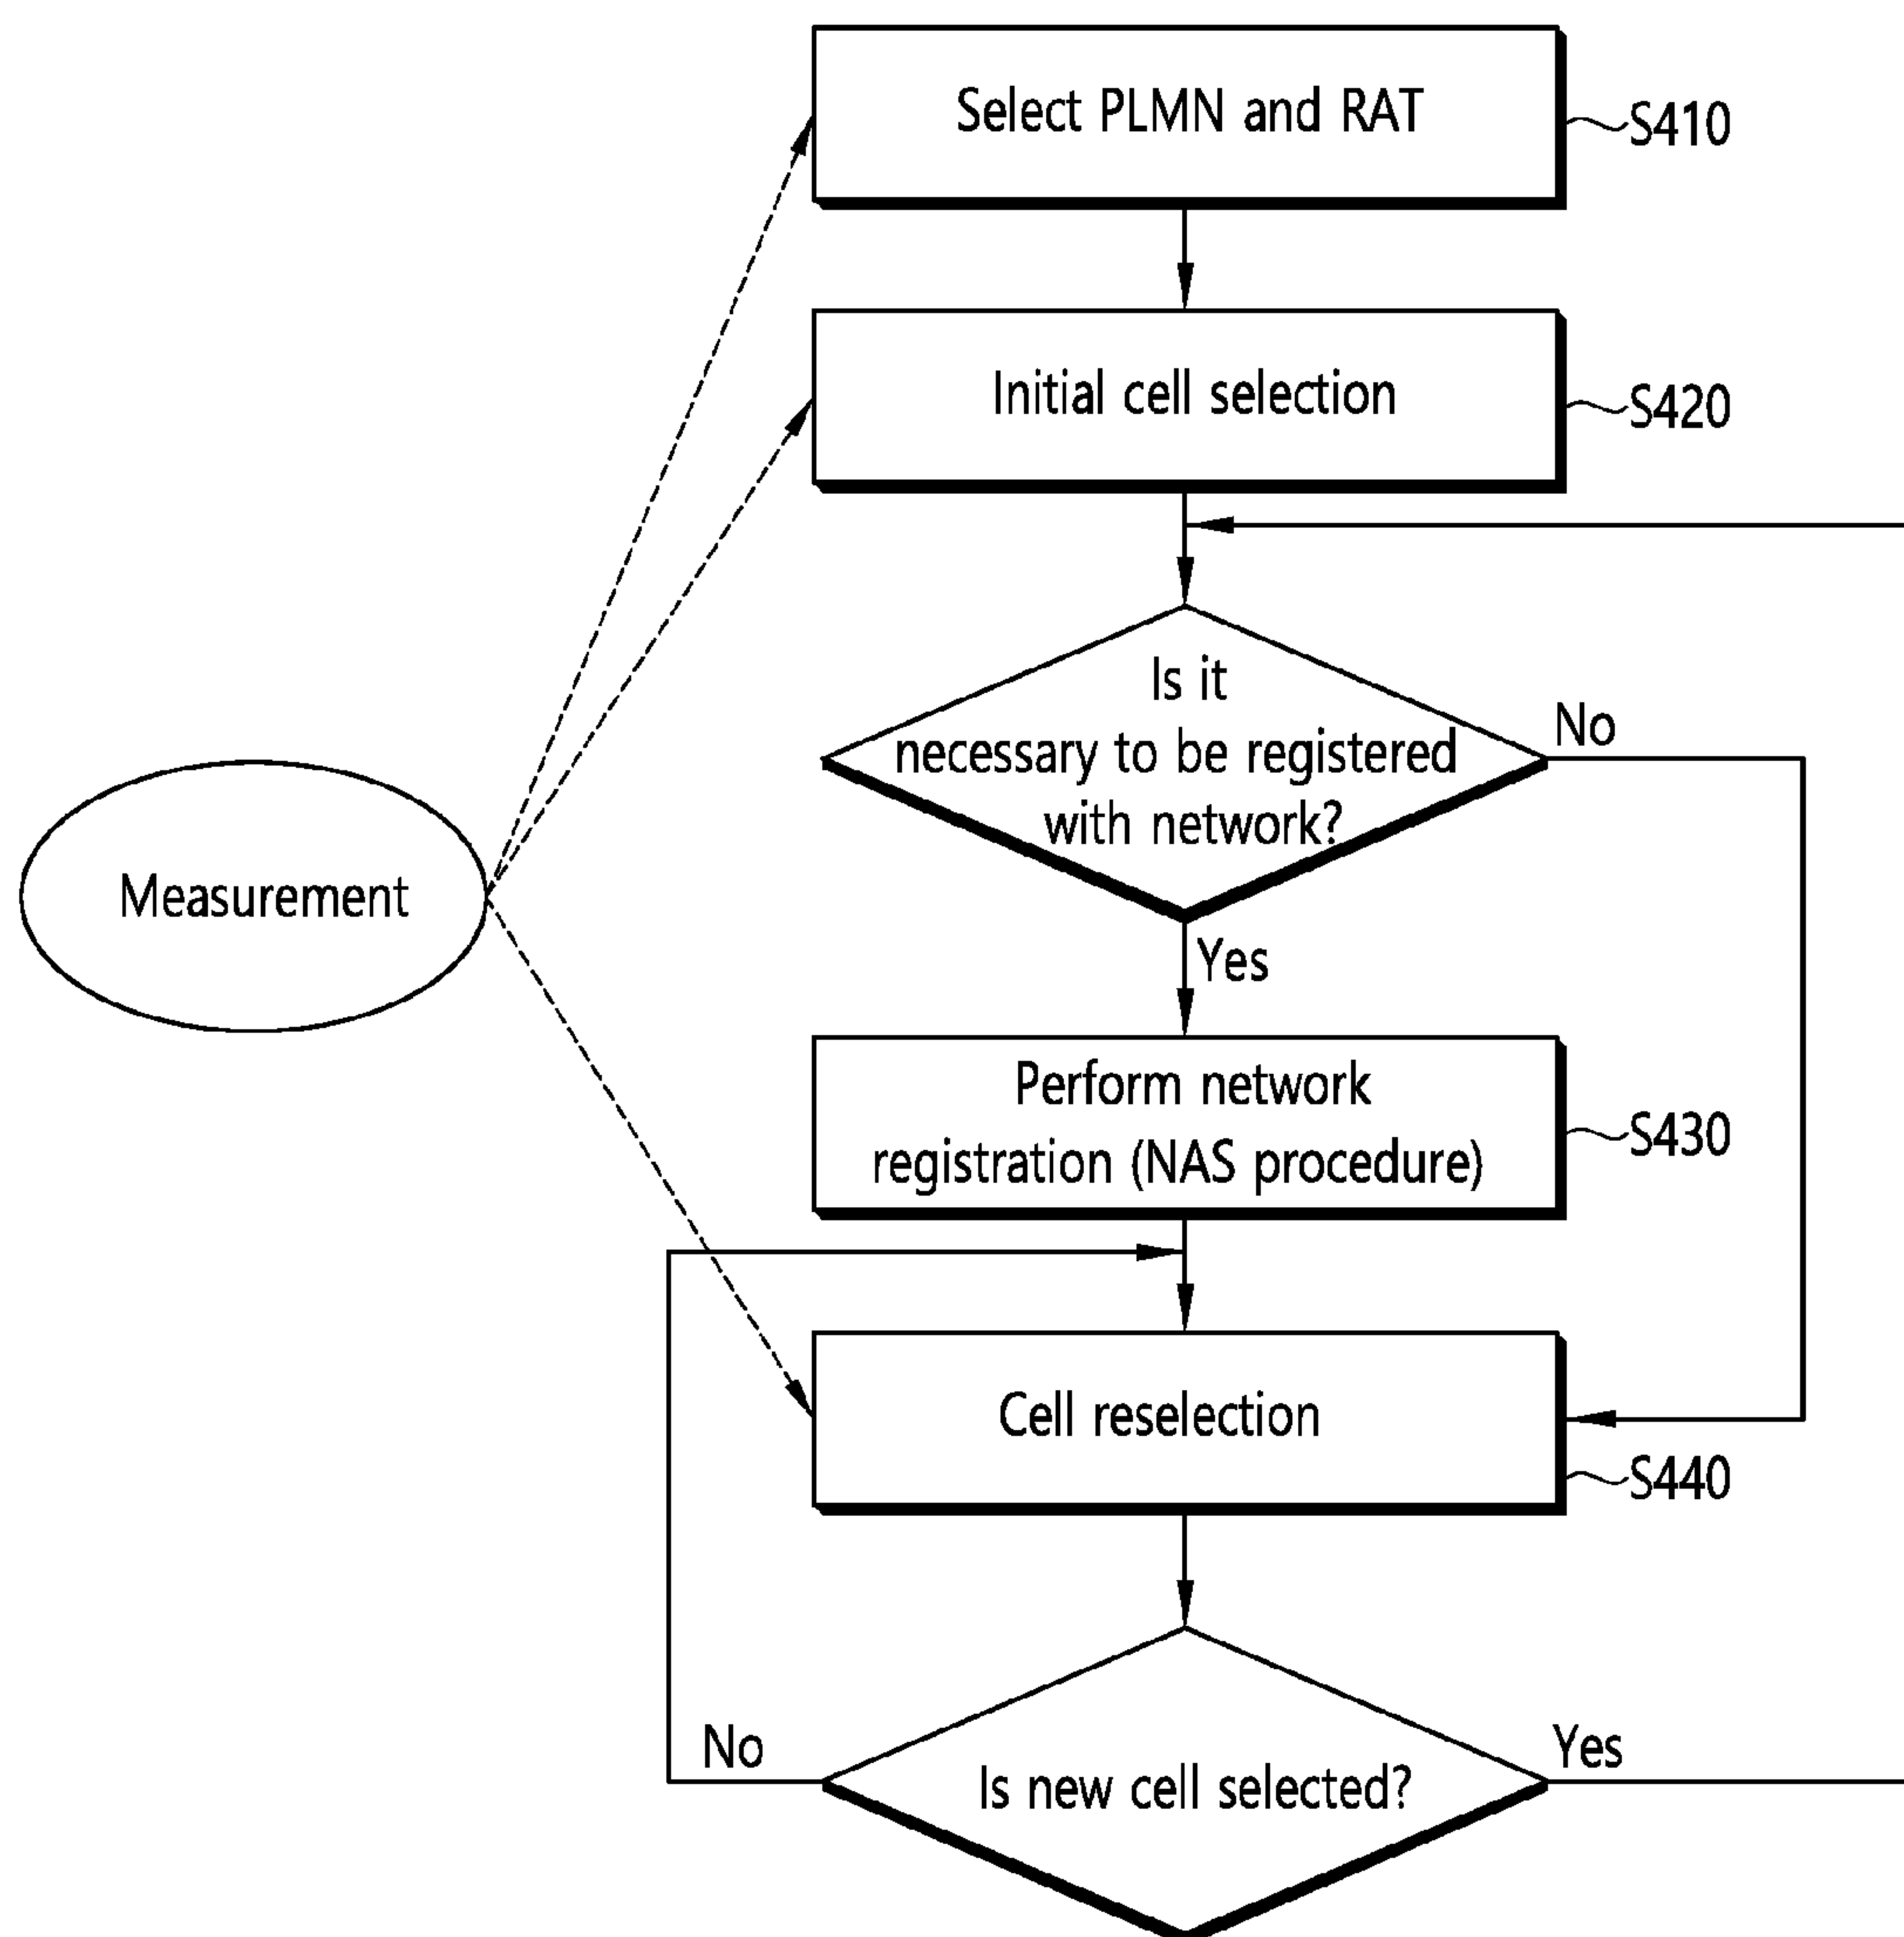 Select PLMN and RAT
S410
Initial cell selection
S420
Is it
necessary to be registered
with network?
No
Yes
Measurement
Perform network
registration (NAS procedure)
S430
Cell reselection
S440
No
Is new cell selected?
Yes